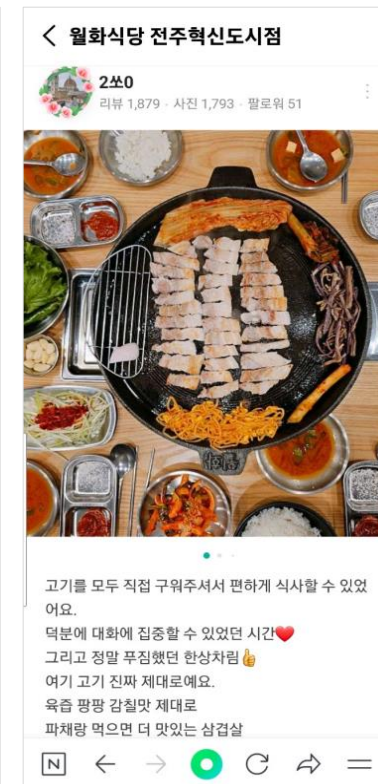 월화식당 전주혁신도시점
2쏘0
리뷰 1,879 · 사진 1,793 · 팔로워 51
고기를 모두 직접 구워주셔서 편하게 식사할 수 있었
어요.
덕분에 대화에 집중할 수 있었던 시간❤️
그리고 정말 푸짐했던 한상차림👍
여기 고기 진짜 제대로예요.
육즙 팡팡 감칠맛 제대로
파채랑 먹으면 더 맛있는 삼겹살
N